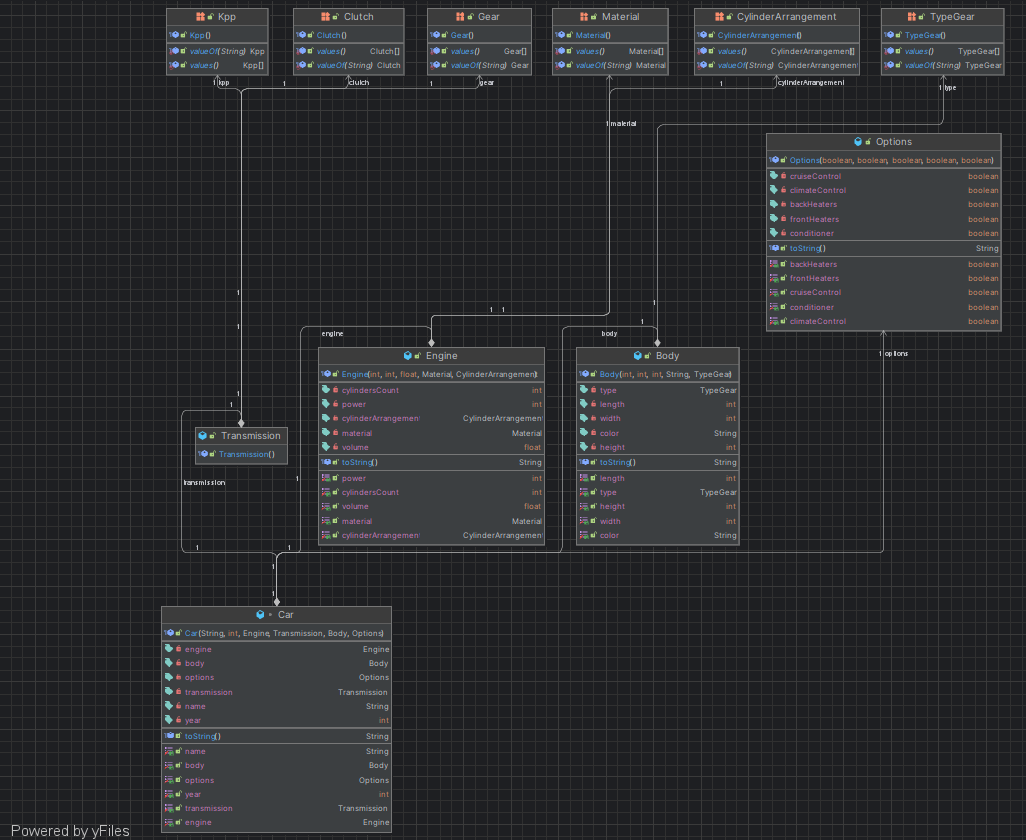 Kpp
Kpp()
valueOf(String) Kpp
values() Kpp[]
Clutch
Clutch()
values() Clutch[]
valueOf(String) Clutch
Gear
Gear()
values() Gear[]
valueOf(String) Gear
Material
Material()
values() Material[]
valueOf(String) Material
CylinderArrangement
CylinderArrangement()
values() CylinderArrangement[]
valueOf(String) CylinderArrangement
TypeGear
TypeGear()
values() TypeGear[]
valueOf(String) TypeGear
1 kpp
1
clutch
1
gear
1
cylinderArrangement
1 type
1 material
Options
Options(boolean, boolean, boolean, boolean, boolean)
cruiseControl boolean
climateControl boolean
backHeaters boolean
frontHeaters boolean
conditioner boolean
toString() String
backHeaters boolean
frontHeaters boolean
cruiseControl boolean
conditioner boolean
climateControl boolean
1
1
1
1
1
1
1
engine
body
1 options
Engine
Engine(int, int, float, Material, CylinderArrangement)
cylindersCount int
power int
cylinderArrangement CylinderArrangement
material Material
volume float
toString() String
power int
cylindersCount int
volume float
material Material
cylinderArrangement CylinderArrangement
Body
Body(int, int, int, String, TypeGear)
type TypeGear
length int
width int
color String
height int
toString() String
length int
type TypeGear
height int
width int
color String
1
1
Transmission
Transmission()
transmission
1
1
1
1
1
Car
Car(String, int, Engine, Transmission, Body, Options)
engine Engine
body Body
options Options
transmission Transmission
name String
year int
toString() String
name String
body Body
options Options
year int
transmission Transmission
engine Engine
Powered by yFiles